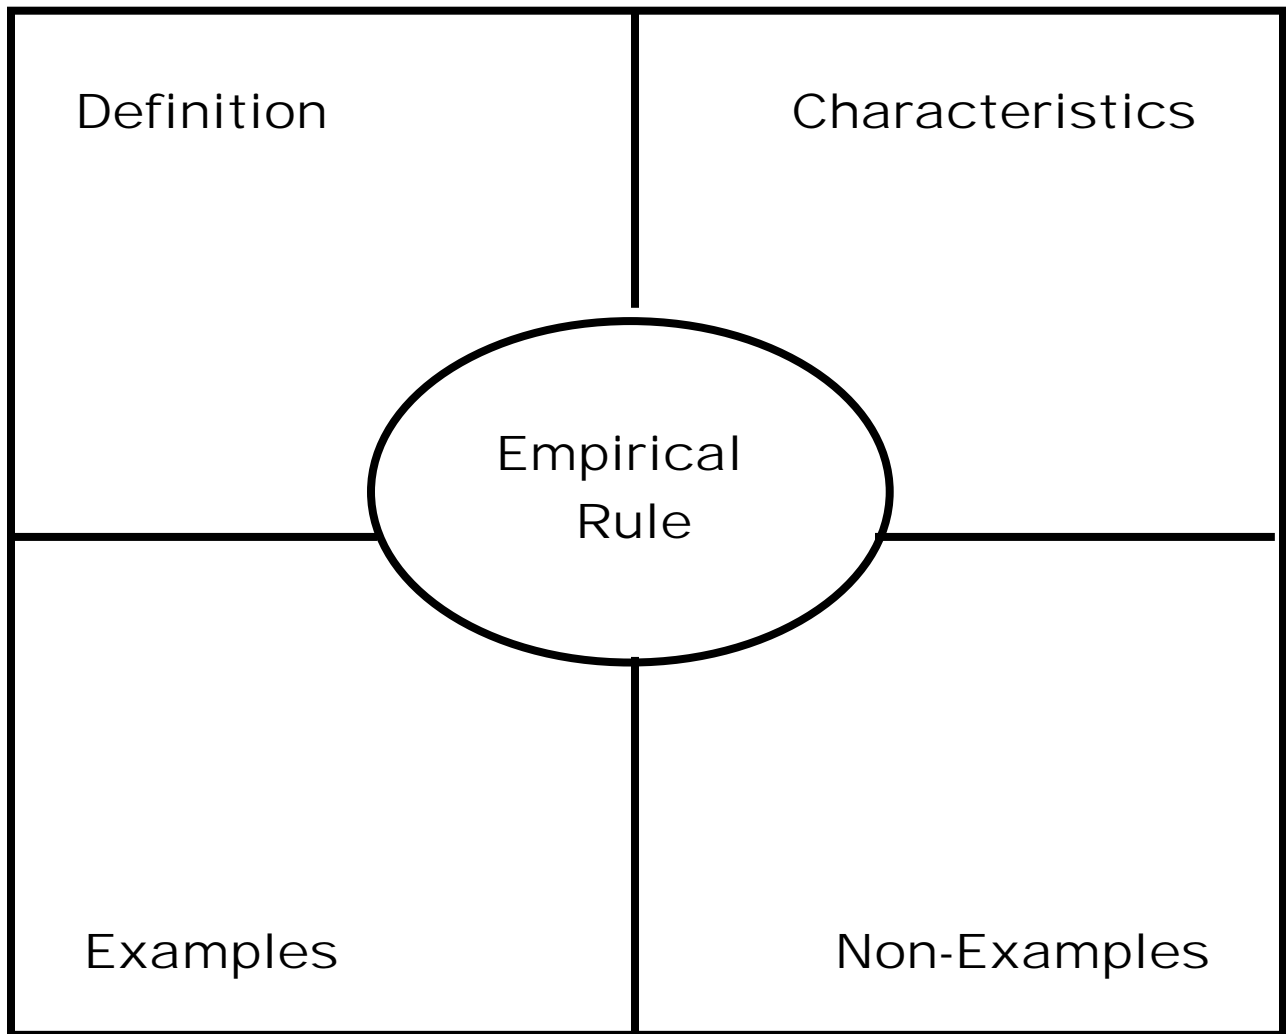 Definition
Characteristics
Empirical
Rule
Examples
Non-Examples